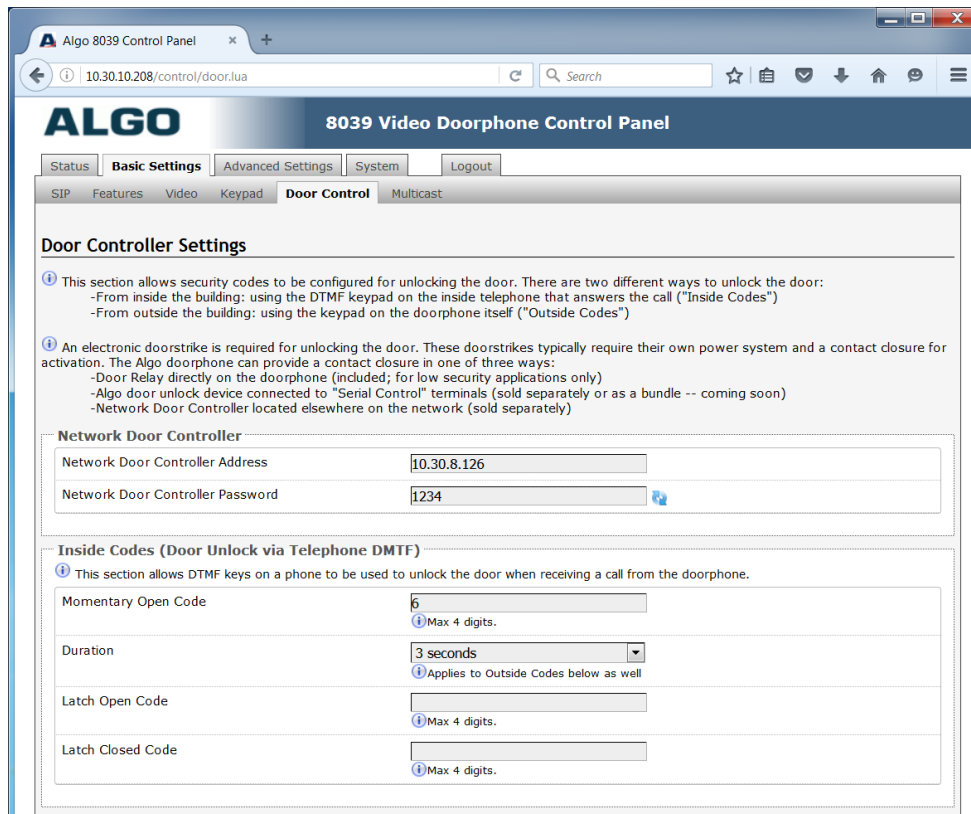 Algo 8039 Control Panel
10.30.10.208/control/door.lua
Search
ALGO
8039 Video Doorphone Control Panel
Status Basic Settings Advanced Settings System Logout
SIP Features Video Keypad Door Control Multicast
Door Controller Settings
This section allows security codes to be configured for unlocking the door. There are two different ways to unlock the door:
-From inside the building: using the DTMF keypad on the inside telephone that answers the call ("Inside Codes")
-From outside the building: using the keypad on the doorphone itself ("Outside Codes")
An electronic doorstrike is required for unlocking the door. These doorstrikes typically require their own power system and a contact closure for
activation. The Algo doorphone can provide a contact closure in one of three ways:
-Door Relay directly on the doorphone (included; for low security applications only)
-Algo door unlock device connected to "Serial Control" terminals (sold separately or as a bundle -- coming soon)
-Network Door Controller located elsewhere on the network (sold separately)
Network Door Controller
Network Door Controller Address 10.30.8.126
Network Door Controller Password 1234
Inside Codes (Door Unlock via Telephone DMTF)
This section allows DTMF keys on a phone to be used to unlock the door when receiving a call from the doorphone.
Momentary Open Code 6
Max 4 digits.
Duration 3 seconds
Applies to Outside Codes below as well
Latch Open Code
Max 4 digits.
Latch Closed Code
Max 4 digits.